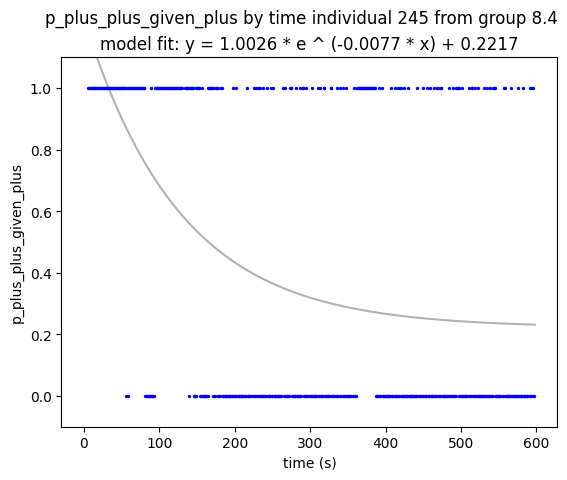 p_plus_plus_given_plus by time individual 245 from group 8.4
model fit: y = 1.0026 * e ^ (-0.0077 * x) + 0.2217
p_plus_plus_given_plus
1.0
0.8
0.6
0.4
0.2
0.0
0 100 200 300 400 500 600
time (s)